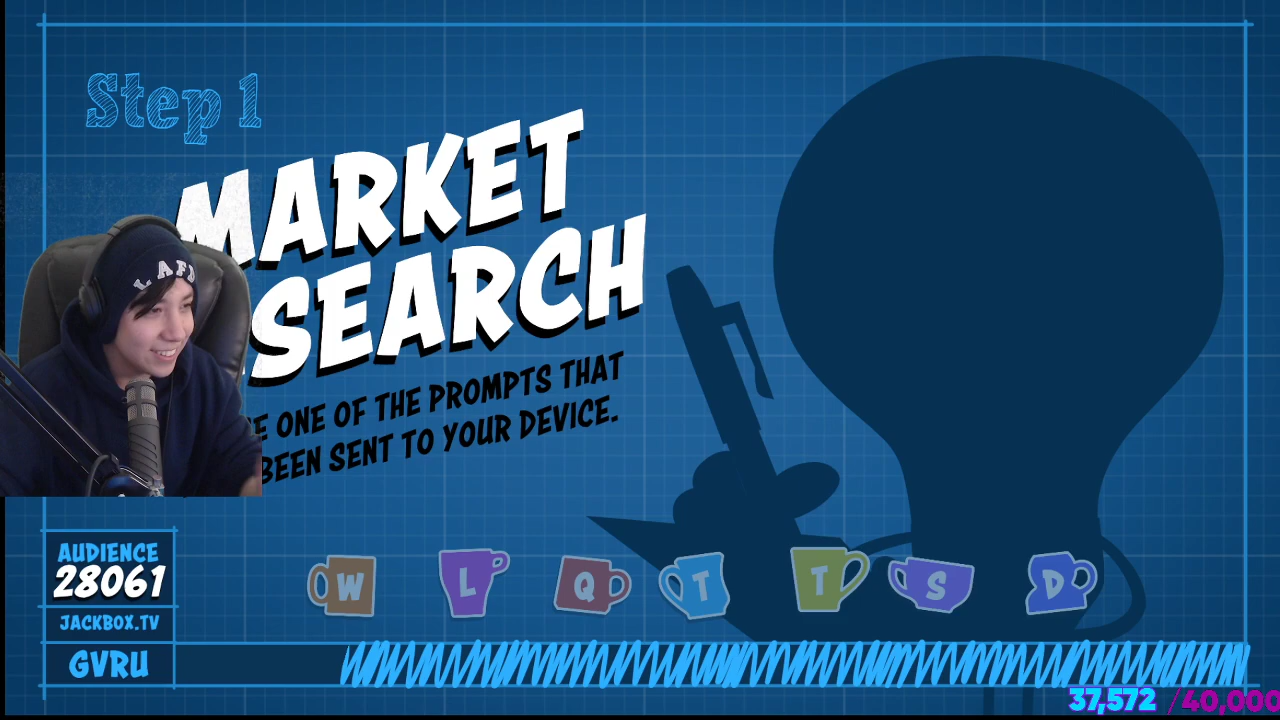 Step 1
MARKET
SEARCH
ONE OF THE PROMPTS THAT
BEEN SENT TO YOUR DEVICE.
AUDIENCE
28061
JACKBOX.TV
GVRU
W L Q T T S D
37,572 /40,000